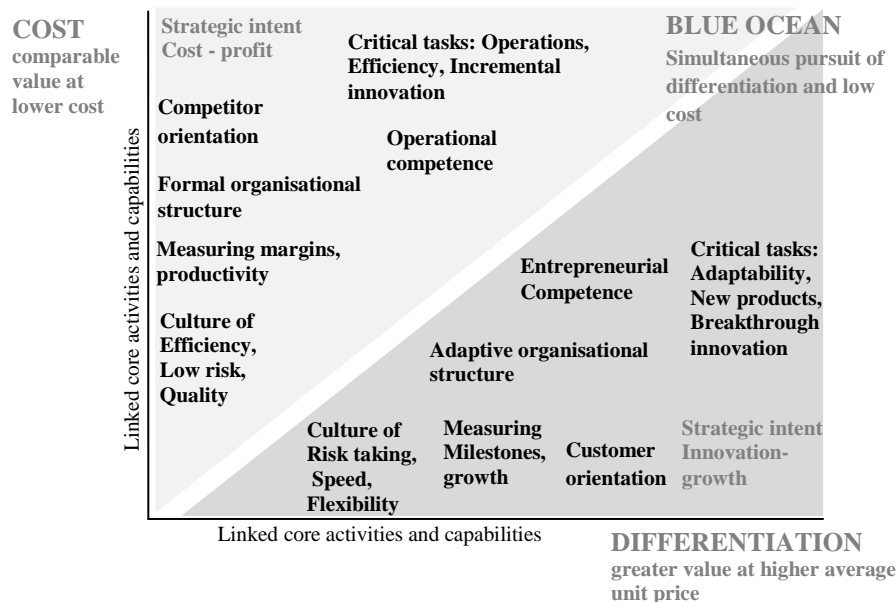 COST
comparable
value at
lower cost
Strategic intent
Cost - profit
Critical tasks: Operations,
Efficiency, Incremental
innovation
BLUE OCEAN
Simultaneous pursuit of
differentiation and low
cost
Competitor
orientation
Operational
competence
Formal organisational
structure
Measuring margins,
productivity
Culture of
Efficiency,
Low risk,
Quality
Entrepreneurial
Competence
Critical tasks:
Adaptability,
New products,
Breakthrough
innovation
Adaptive organisational
structure
Culture of
Risk taking,
Speed,
Flexibility
Measuring
Milestones,
growth
Customer
orientation
Strategic intent
Innovation-
growth
Linked core activities and capabilities
Linked core activities and capabilities
DIFFERENTIATION
greater value at higher average
unit price